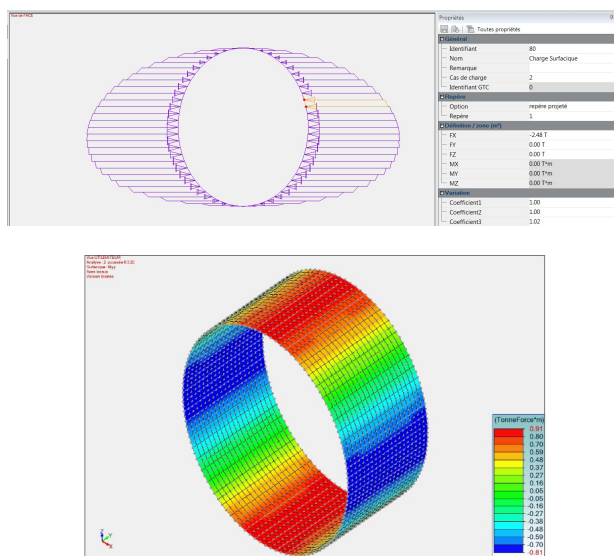 Vue de FACE
Propriétés
Toutes propriétés
Général
Identifiant 80
Nom Charge Surfacique
Remarque
Cas de charge 2
Identifiant GTC 0
Repère
Option repère projeté
Repère 1
Définition / zone (m²)
FX -2.48 T
FY 0.00 T
FZ 0.00 T
MX 0.00 T*m
MY 0.00 T*m
MZ 0.00 T*m
Variation
Coefficient1 1.00
Coefficient2 1.00
Coefficient3 1.02
Vue UTILISATEUR
(TonneForce*m)
0.91
0.80
0.70
0.59
0.48
0.37
0.27
0.16
0.05
-0.05
-0.16
-0.27
-0.38
-0.48
-0.59
-0.70
-0.81
Z
Y
X